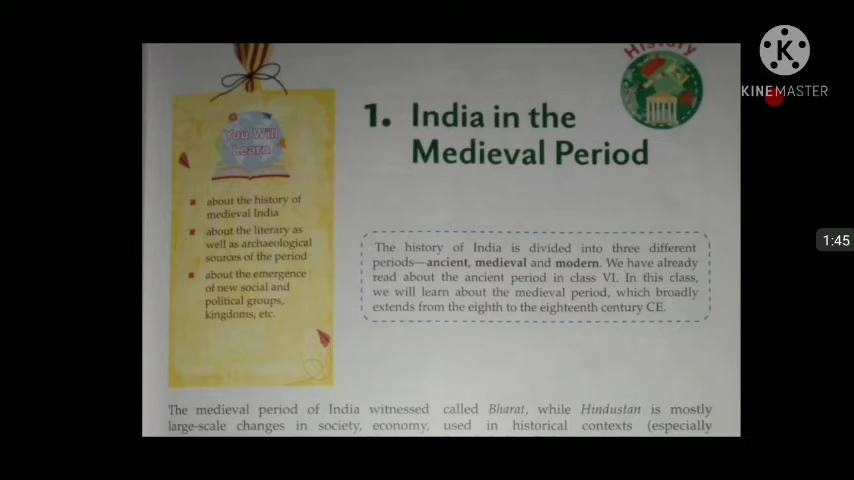 History
KINEMASTER
1. India in the
Medieval Period
You Will
Learn
about the history of
medieval India
about the literary as
well as archaeological
sources of the period
about the emergence
of new social and
political groups,
kingdoms, etc.
The history of India is divided into three different
periods—ancient, medieval and modern. We have already
read about the ancient period in class VI. In this class,
we will learn about the medieval period, which broadly
extends from the eighth to the eighteenth century CE.
1:45
The medieval period of India witnessed
large-scale changes in society, economy,
called Bharat, while Hindustan is mostly
used in historical contexts (especially